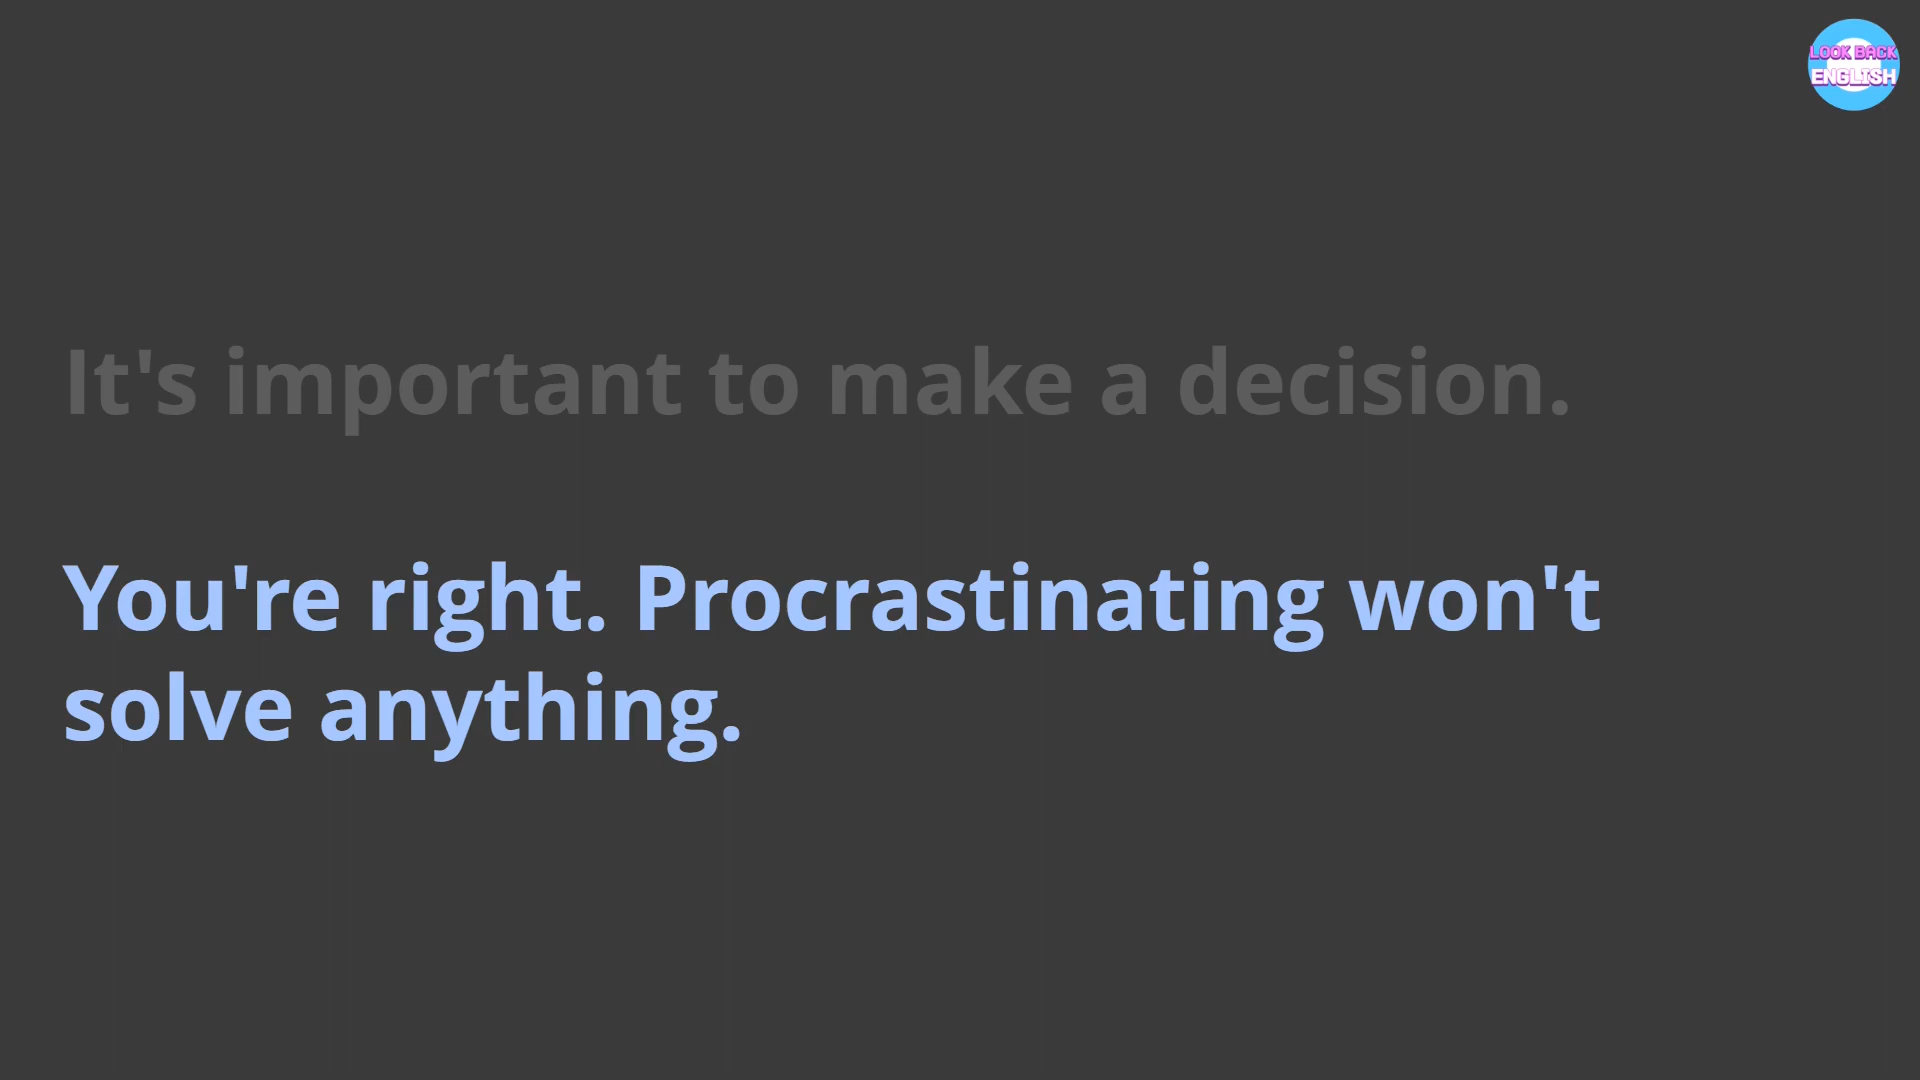 LOOK BACK
ENGLISH
It's important to make a decision.
You're right. Procrastinating won't
solve anything.